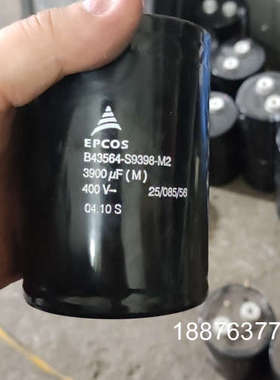 EPCOS
B43564-S9398-M2
3900 µF (M)
400 V– 25/085/56
04.10 S
18876377